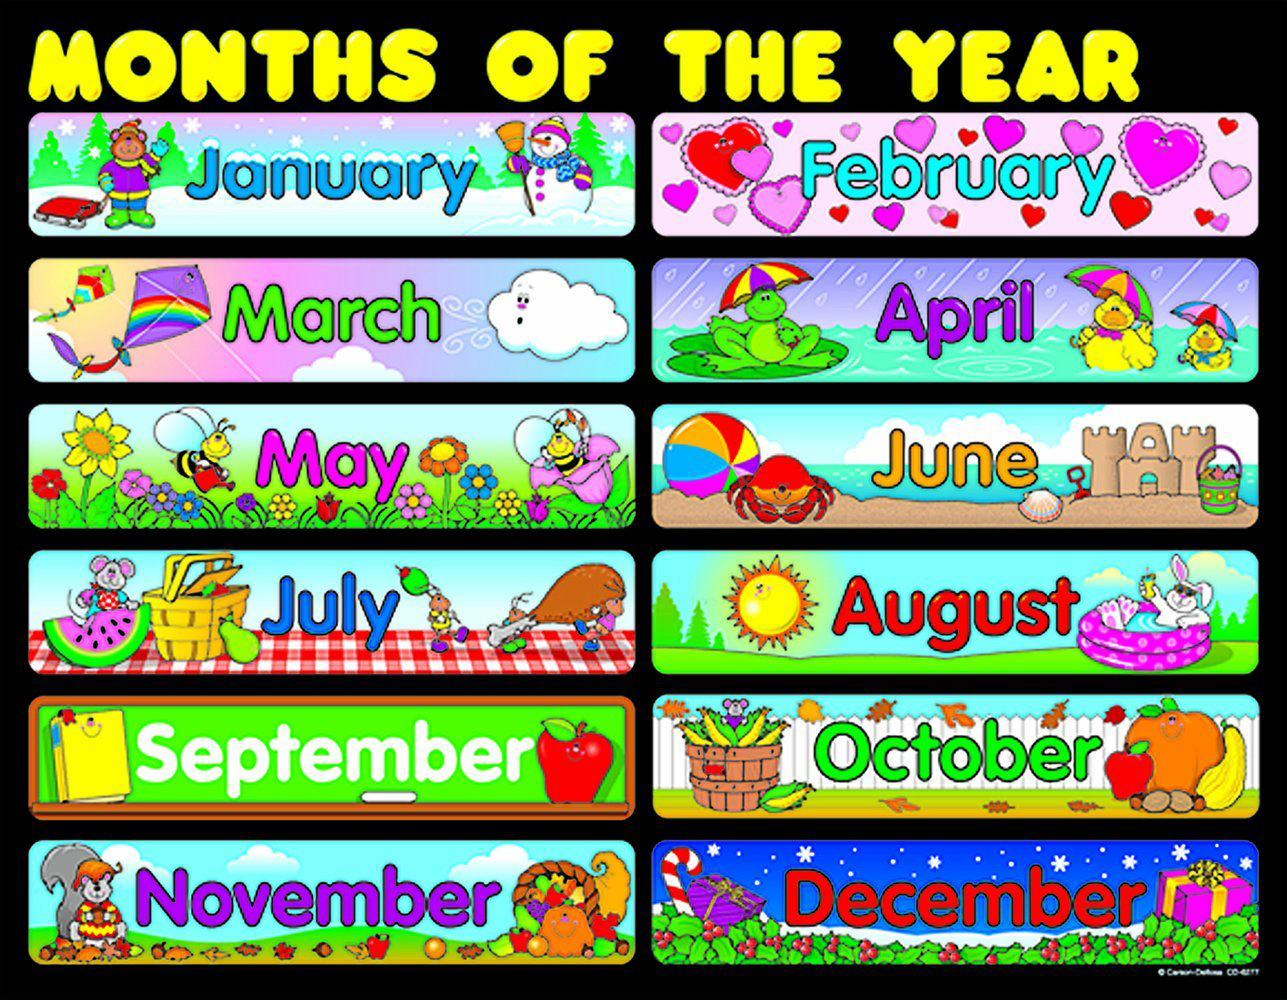 MONTHS OF THE YEAR
January
February
March
April
May
June
July
August
September
October
November
December
© Carson-Dellosa CD-6277